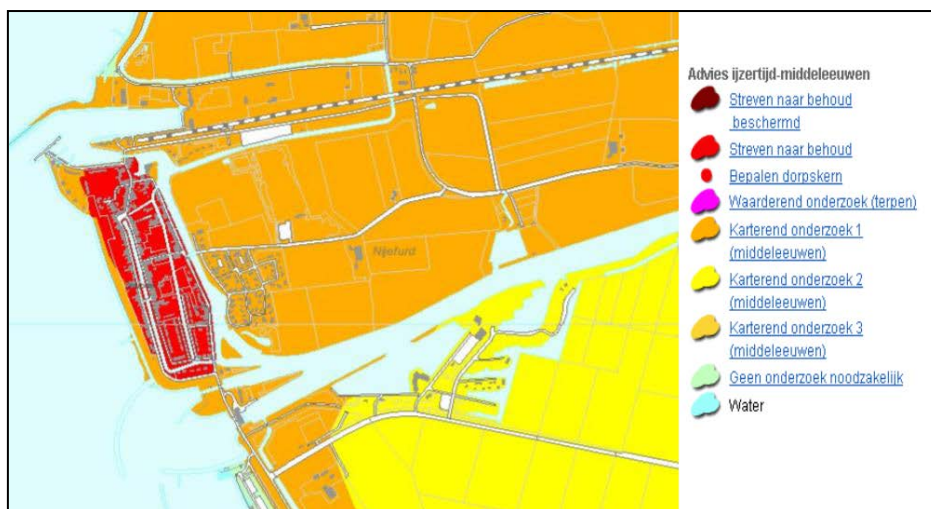 Nijefurd
Advies ijzertijd-middeleeuwen
Streven naar behoud
beschermd
Streven naar behoud
Bepalen dorpskern
Waarderend onderzoek (terpen)
Karterend onderzoek 1
(middeleeuwen)
Karterend onderzoek 2
(middeleeuwen)
Karterend onderzoek 3
(middeleeuwen)
Geen onderzoek noodzakelijk
Water